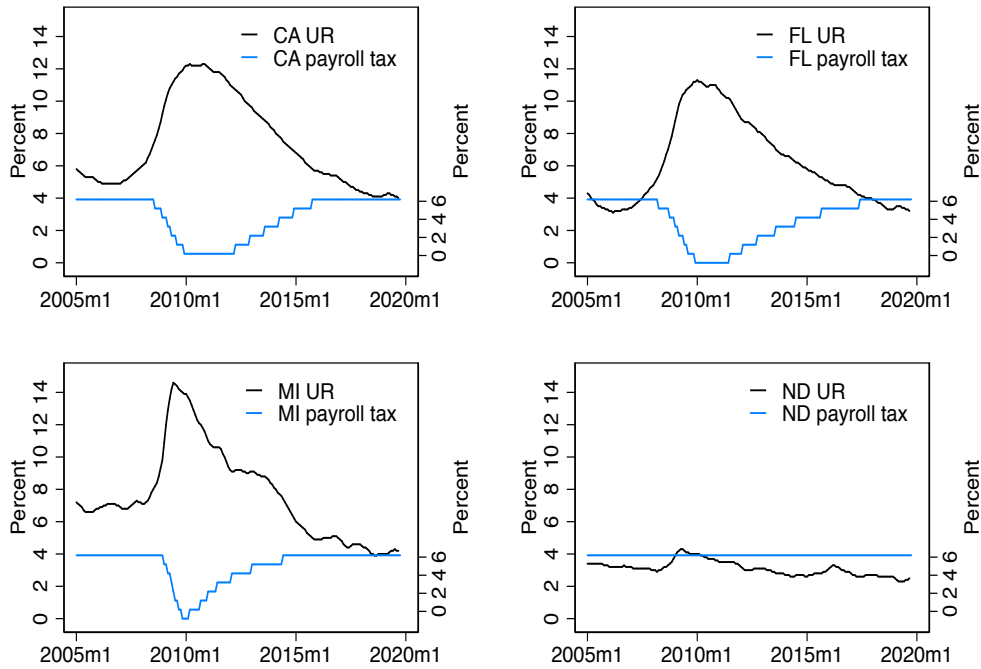 CA UR
CA payroll tax
Percent
0 2 4 6 8 10 12 14
Percent
0 2 4 6
2005m1 2010m1 2015m1 2020m1
FL UR
FL payroll tax
Percent
0 2 4 6 8 10 12 14
Percent
0 2 4 6
2005m1 2010m1 2015m1 2020m1
MI UR
MI payroll tax
Percent
0 2 4 6 8 10 12 14
Percent
0 2 4 6
2005m1 2010m1 2015m1 2020m1
ND UR
ND payroll tax
Percent
0 2 4 6 8 10 12 14
Percent
0 2 4 6
2005m1 2010m1 2015m1 2020m1